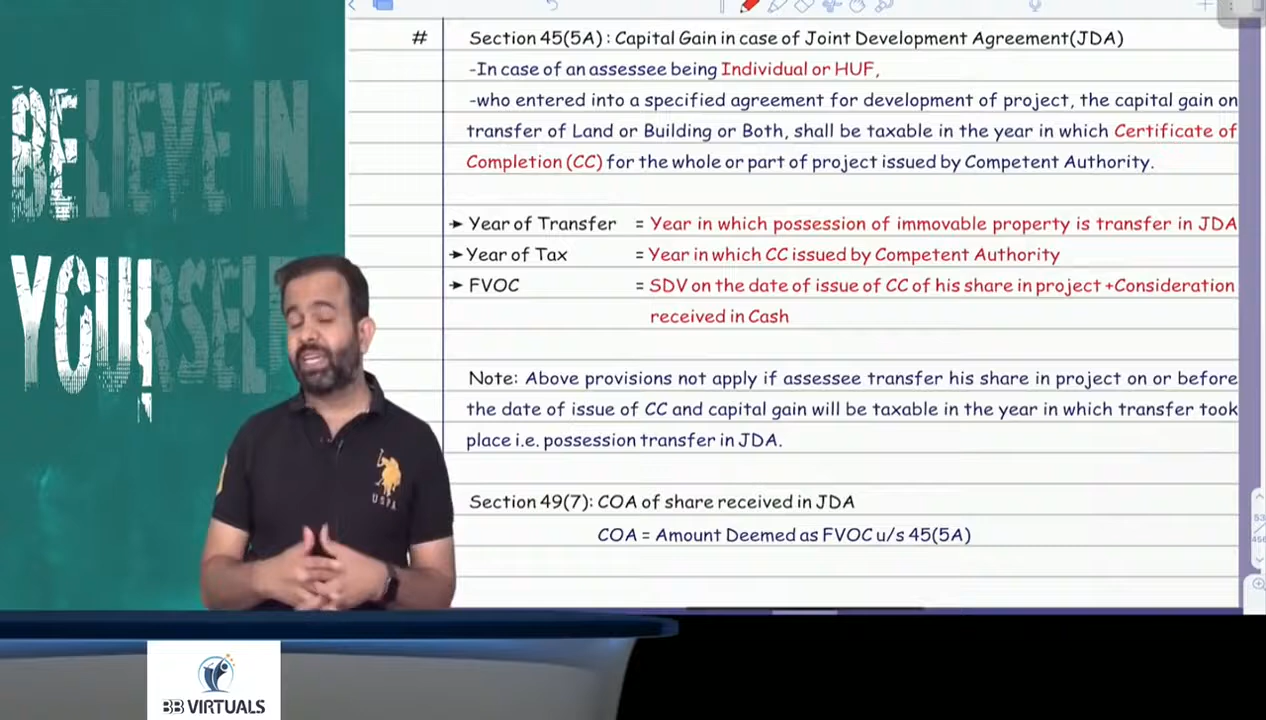 BELIEVE IN
YOURSEL
# Section 45(5A) : Capital Gain in case of Joint Development Agreement(JDA)
-In case of an assessee being Individual or HUF,
-who entered into a specified agreement for development of project, the capital gain on
transfer of Land or Building or Both, shall be taxable in the year in which Certificate of
Completion (CC) for the whole or part of project issued by Competent Authority.
→ Year of Transfer = Year in which possession of immovable property is transfer in JDA
→ Year of Tax = Year in which CC issued by Competent Authority
→ FVOC = SDV on the date of issue of CC of his share in project +Consideration
received in Cash
Note: Above provisions not apply if assessee transfer his share in project on or before
the date of issue of CC and capital gain will be taxable in the year in which transfer took
place i.e. possession transfer in JDA.
Section 49(7): COA of share received in JDA
COA = Amount Deemed as FVOC u/s 45(5A)
USPA
BB VIRTUALS